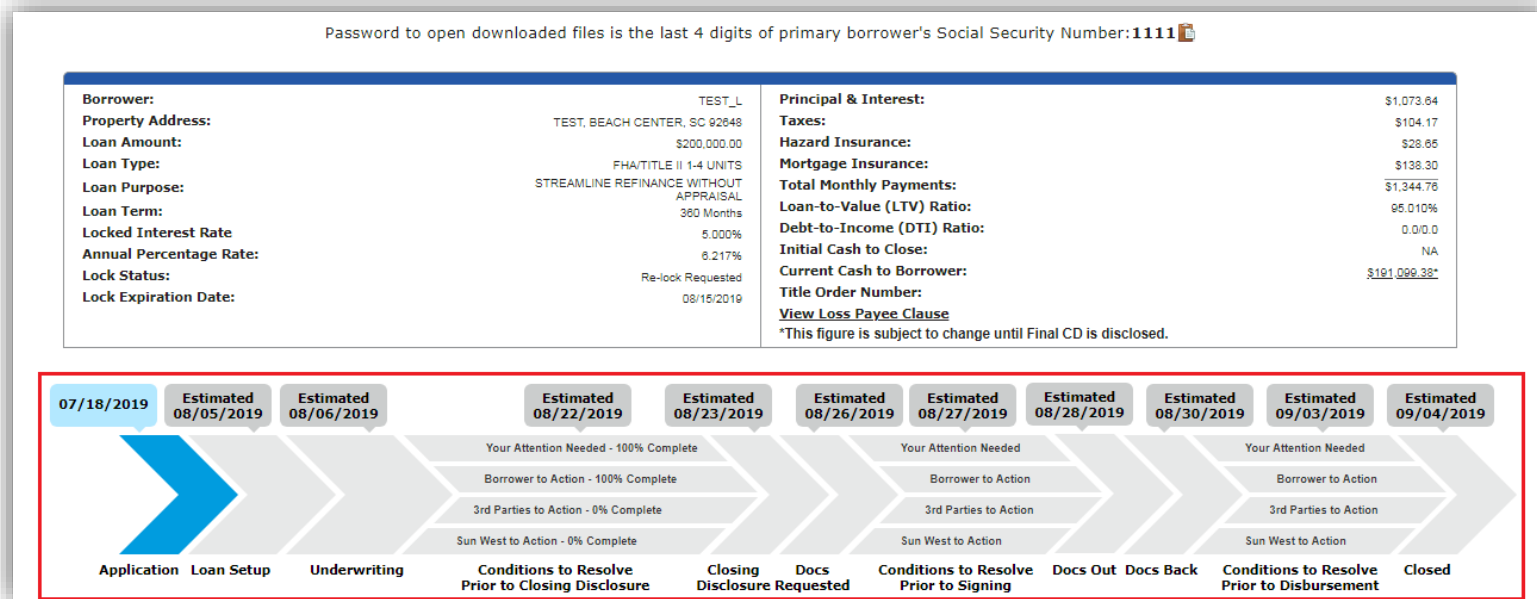 Password to open downloaded files is the last 4 digits of primary borrower's Social Security Number:1111
Borrower: TEST_L
Property Address: TEST, BEACH CENTER, SC 92648
Loan Amount: $200,000.00
Loan Type: FHA/TITLE II 1-4 UNITS
Loan Purpose: STREAMLINE REFINANCE WITHOUT
APPRAISAL
Loan Term: 360 Months
Locked Interest Rate 5.000%
Annual Percentage Rate: 6.217%
Lock Status: Re-lock Requested
Lock Expiration Date: 08/15/2019
Principal & Interest: $1,073.64
Taxes: $104.17
Hazard Insurance: $28.65
Mortgage Insurance: $138.30
Total Monthly Payments: $1,344.76
Loan-to-Value (LTV) Ratio: 95.010%
Debt-to-Income (DTI) Ratio: 0.0/0.0
Initial Cash to Close: NA
Current Cash to Borrower: $191,099.38*
Title Order Number:
View Loss Payee Clause
*This figure is subject to change until Final CD is disclosed.
07/18/2019
Estimated
08/05/2019
Estimated
08/06/2019
Estimated
08/22/2019
Estimated
08/23/2019
Estimated
08/26/2019
Estimated
08/27/2019
Estimated
08/28/2019
Estimated
08/30/2019
Estimated
09/03/2019
Estimated
09/04/2019
Your Attention Needed - 100% Complete
Borrower to Action - 100% Complete
3rd Parties to Action - 0% Complete
Sun West to Action - 0% Complete
Your Attention Needed
Borrower to Action
3rd Parties to Action
Sun West to Action
Your Attention Needed
Borrower to Action
3rd Parties to Action
Sun West to Action
Application
Loan Setup
Underwriting
Conditions to Resolve
Prior to Closing Disclosure
Closing
Disclosure
Docs
Requested
Conditions to Resolve
Prior to Signing
Docs Out
Docs Back
Conditions to Resolve
Prior to Disbursement
Closed